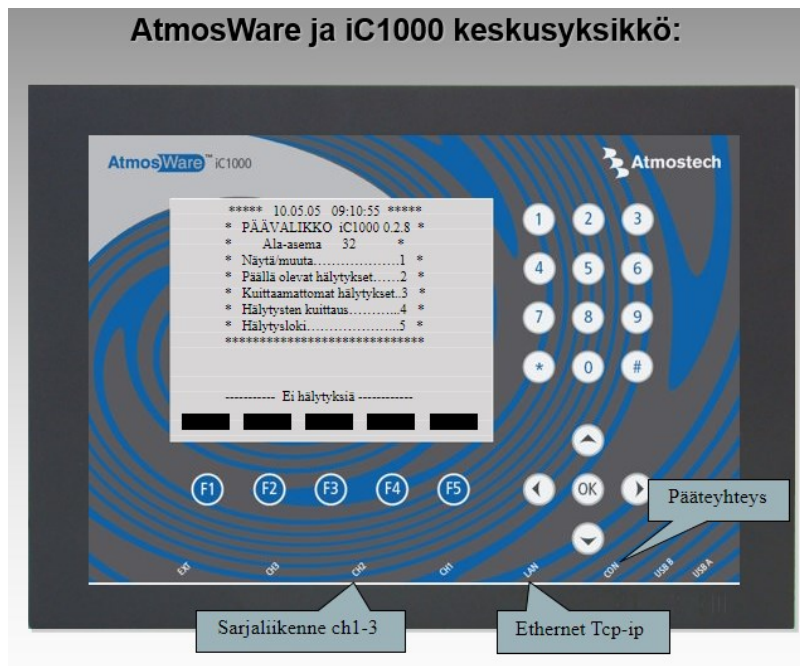 AtmosWare ja iC1000 keskusyksikkö:
AtmosWare™ iC1000
Atmostech
***** 10.05.05 09:10:55 *****
* PÄÄVALIKKO iC1000 0.2.8 *
* Ala-asema 32 *
* Näytä/muuta.................1 *
* Päällä olevat hälytykset......2 *
* Kuittaamattomat hälytykset..3 *
* Hälytysten kuittaus...........4 *
* Hälytysloki....................5 *
*****************************
----------- Ei hälytyksiä ------------
1 2 3
4 5 6
7 8 9
* 0 #
F1 F2 F3 F4 F5
OK
Pääteyhteys
EXT CH3 CH2 CH1 LAN CON USB B USB A
Sarjaliikenne ch1-3
Ethernet Tcp-ip